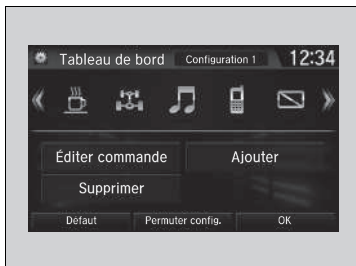 Tableau de bord Configuration 1 12:34
Éditer commande Ajouter
Supprimer
Défaut Permuter config. OK